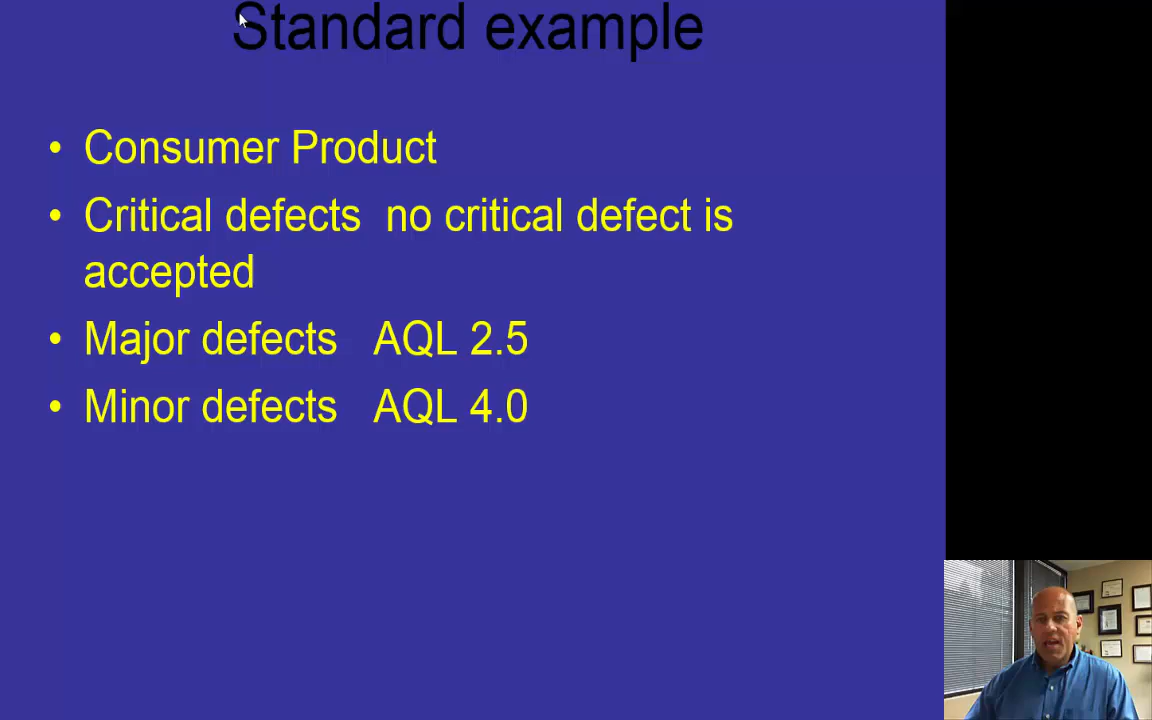 Standard example
• Consumer Product
• Critical defects  no critical defect is
accepted
• Major defects   AQL 2.5
• Minor defects   AQL 4.0